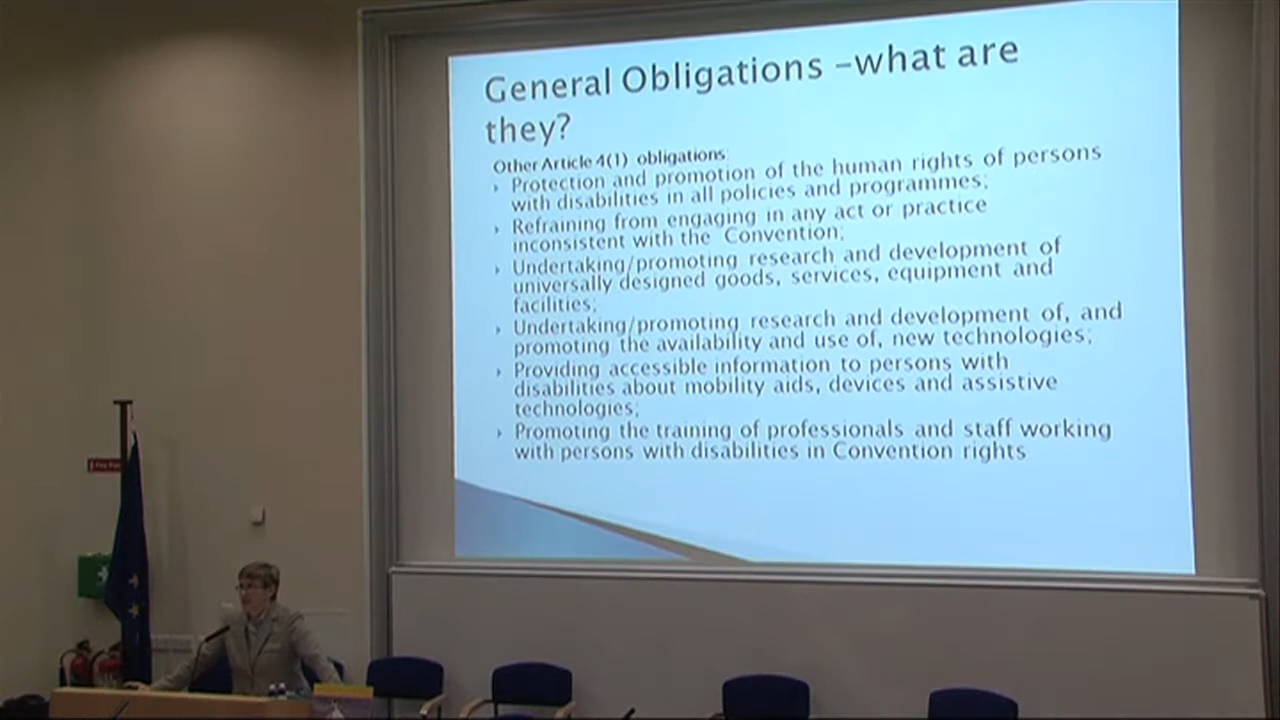 General Obligations –what are
they?
Other Article 4(1) obligations:
Protection and promotion of the human rights of persons
with disabilities in all policies and programmes;
Refraining from engaging in any act or practice
inconsistent with the Convention;
Undertaking/promoting research and development of
universally designed goods, services, equipment and
facilities;
Undertaking/promoting research and development of, and
promoting the availability and use of, new technologies;
Providing accessible information to persons with
disabilities about mobility aids, devices and assistive
technologies;
Promoting the training of professionals and staff working
with persons with disabilities in Convention rights